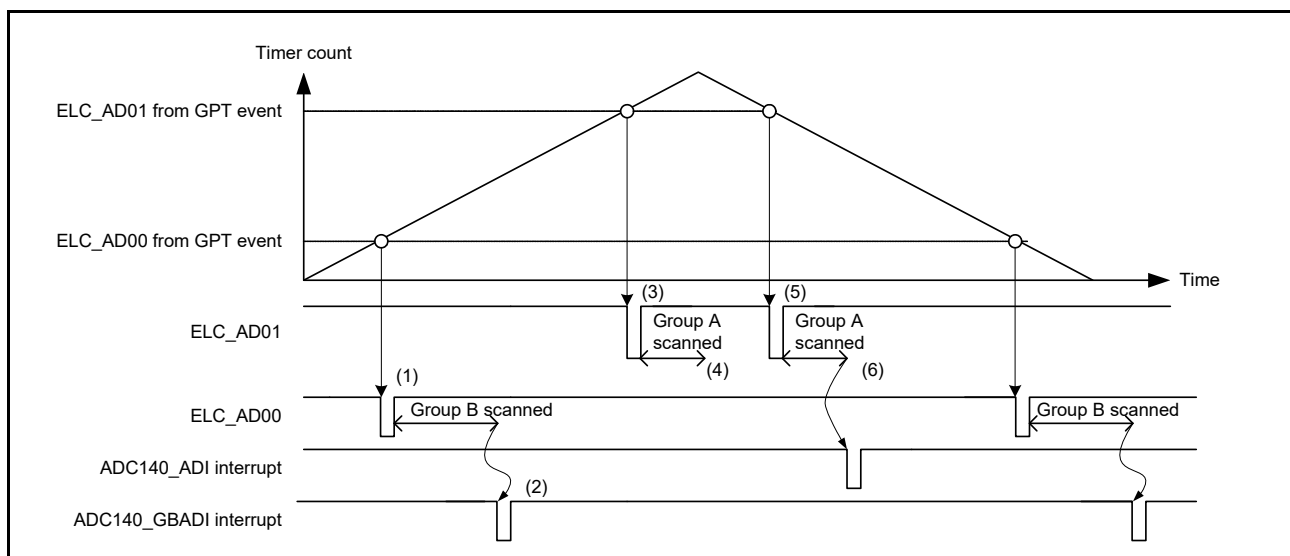 Timer count
ELC_AD01 from GPT event
ELC_AD00 from GPT event
Time
(3)
(5)
Group A
scanned
Group A
scanned
ELC_AD01
(4)
(6)
(1)
ELC_AD00
Group B scanned
Group B scanned
ADC140_ADI interrupt
(2)
ADC140_GBADI interrupt